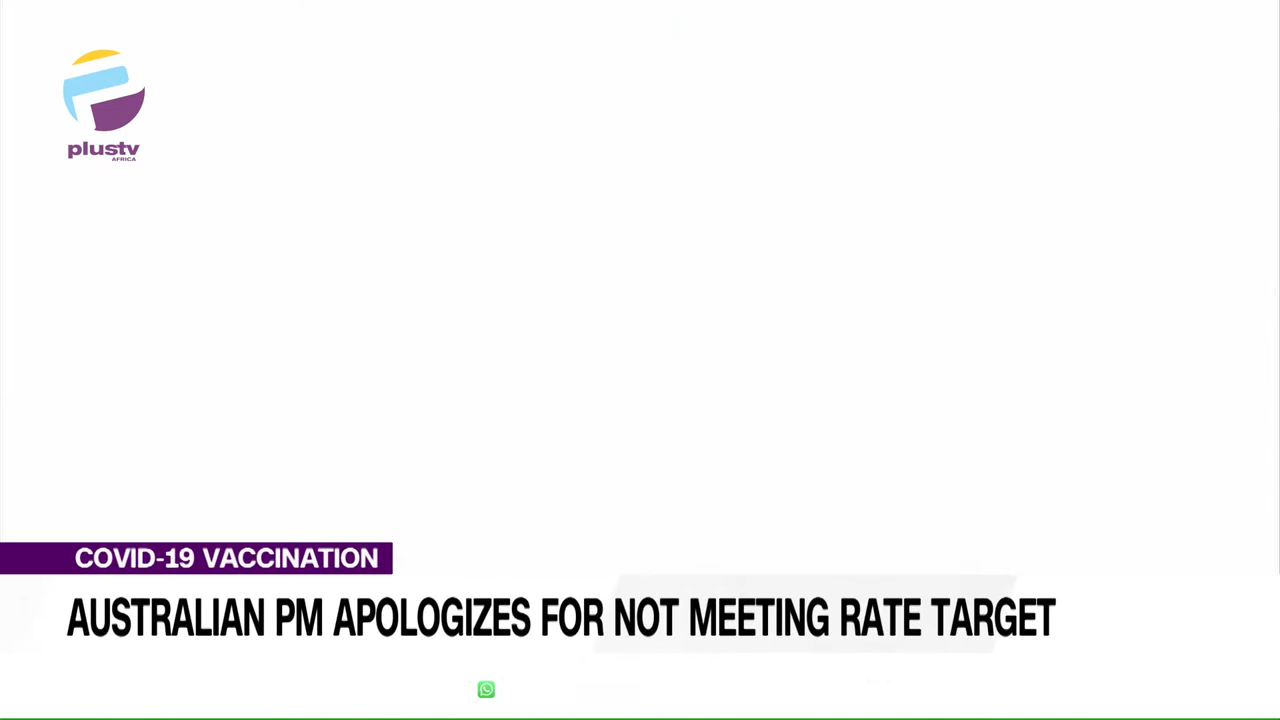 plustv
AFRICA
COVID-19 VACCINATION
AUSTRALIAN PM APOLOGIZES FOR NOT MEETING RATE TARGET